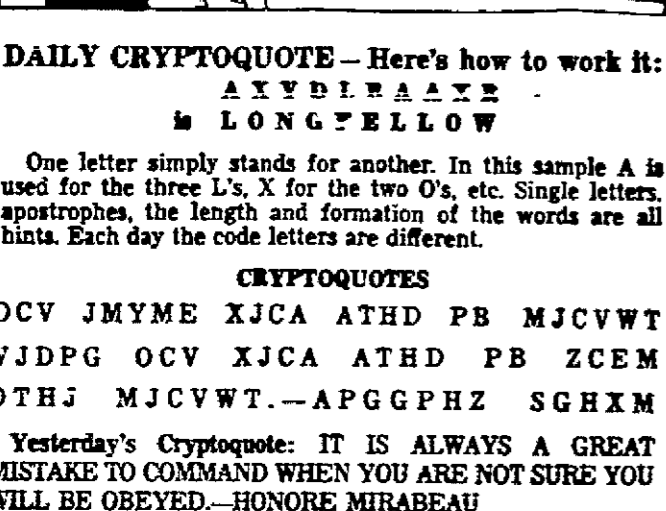 DAILY CRYPTOQUOTE – Here's how to work it:
A X Y D L B A A X R
is L O N G F E L L O W
One letter simply stands for another. In this sample A is
used for the three L's, X for the two O's, etc. Single letters,
apostrophes, the length and formation of the words are all
hints. Each day the code letters are different.
CRYPTOQUOTES
OCV JMYME XJCA ATHD PB MJCVWT
VJDPG OCV XJCA ATHD PB ZCEM
DTHJ MJCVWT.—APGGPHZ SGHXM
Yesterday's Cryptoquote: IT IS ALWAYS A GREAT
MISTAKE TO COMMAND WHEN YOU ARE NOT SURE YOU
WILL BE OBEYED.—HONORE MIRABEAU